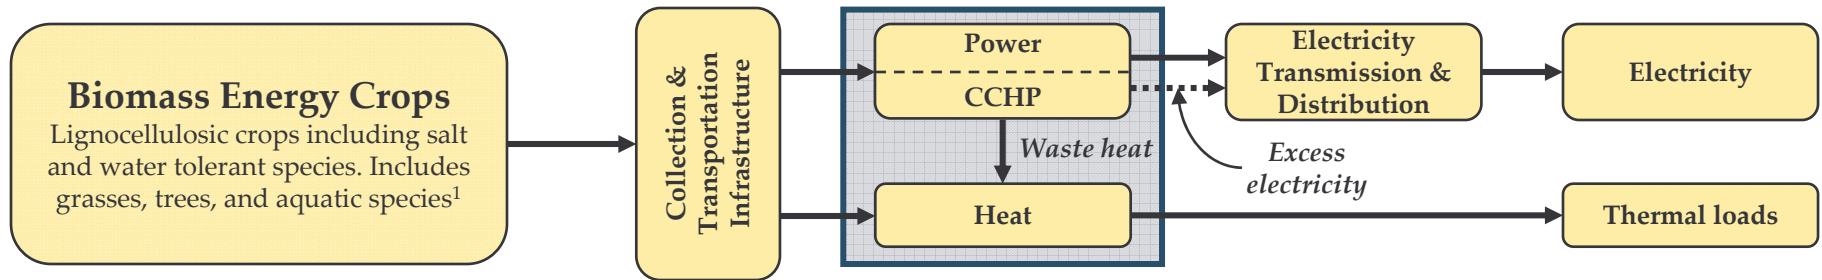 Biomass Energy Crops
Lignocellulosic crops including salt
and water tolerant species. Includes
grasses, trees, and aquatic species¹
Collection &
Transportation
Infrastructure
Power
CCHP
Waste heat
Heat
Excess
electricity
Electricity
Transmission &
Distribution
Electricity
Thermal loads